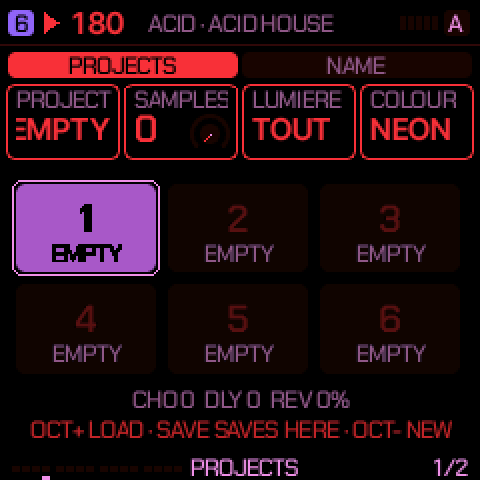 6 180 ACID · ACID HOUSE A
PROJECTS NAME
PROJECT SAMPLES LUMIERE COLOUR
EMPTY 0 TOUT NEON
1 2 3
EMPTY EMPTY EMPTY
4 5 6
EMPTY EMPTY EMPTY
CHO 0 DLY 0 REV 0%
OCT+ LOAD · SAVE SAVES HERE · OCT- NEW
PROJECTS 1/2